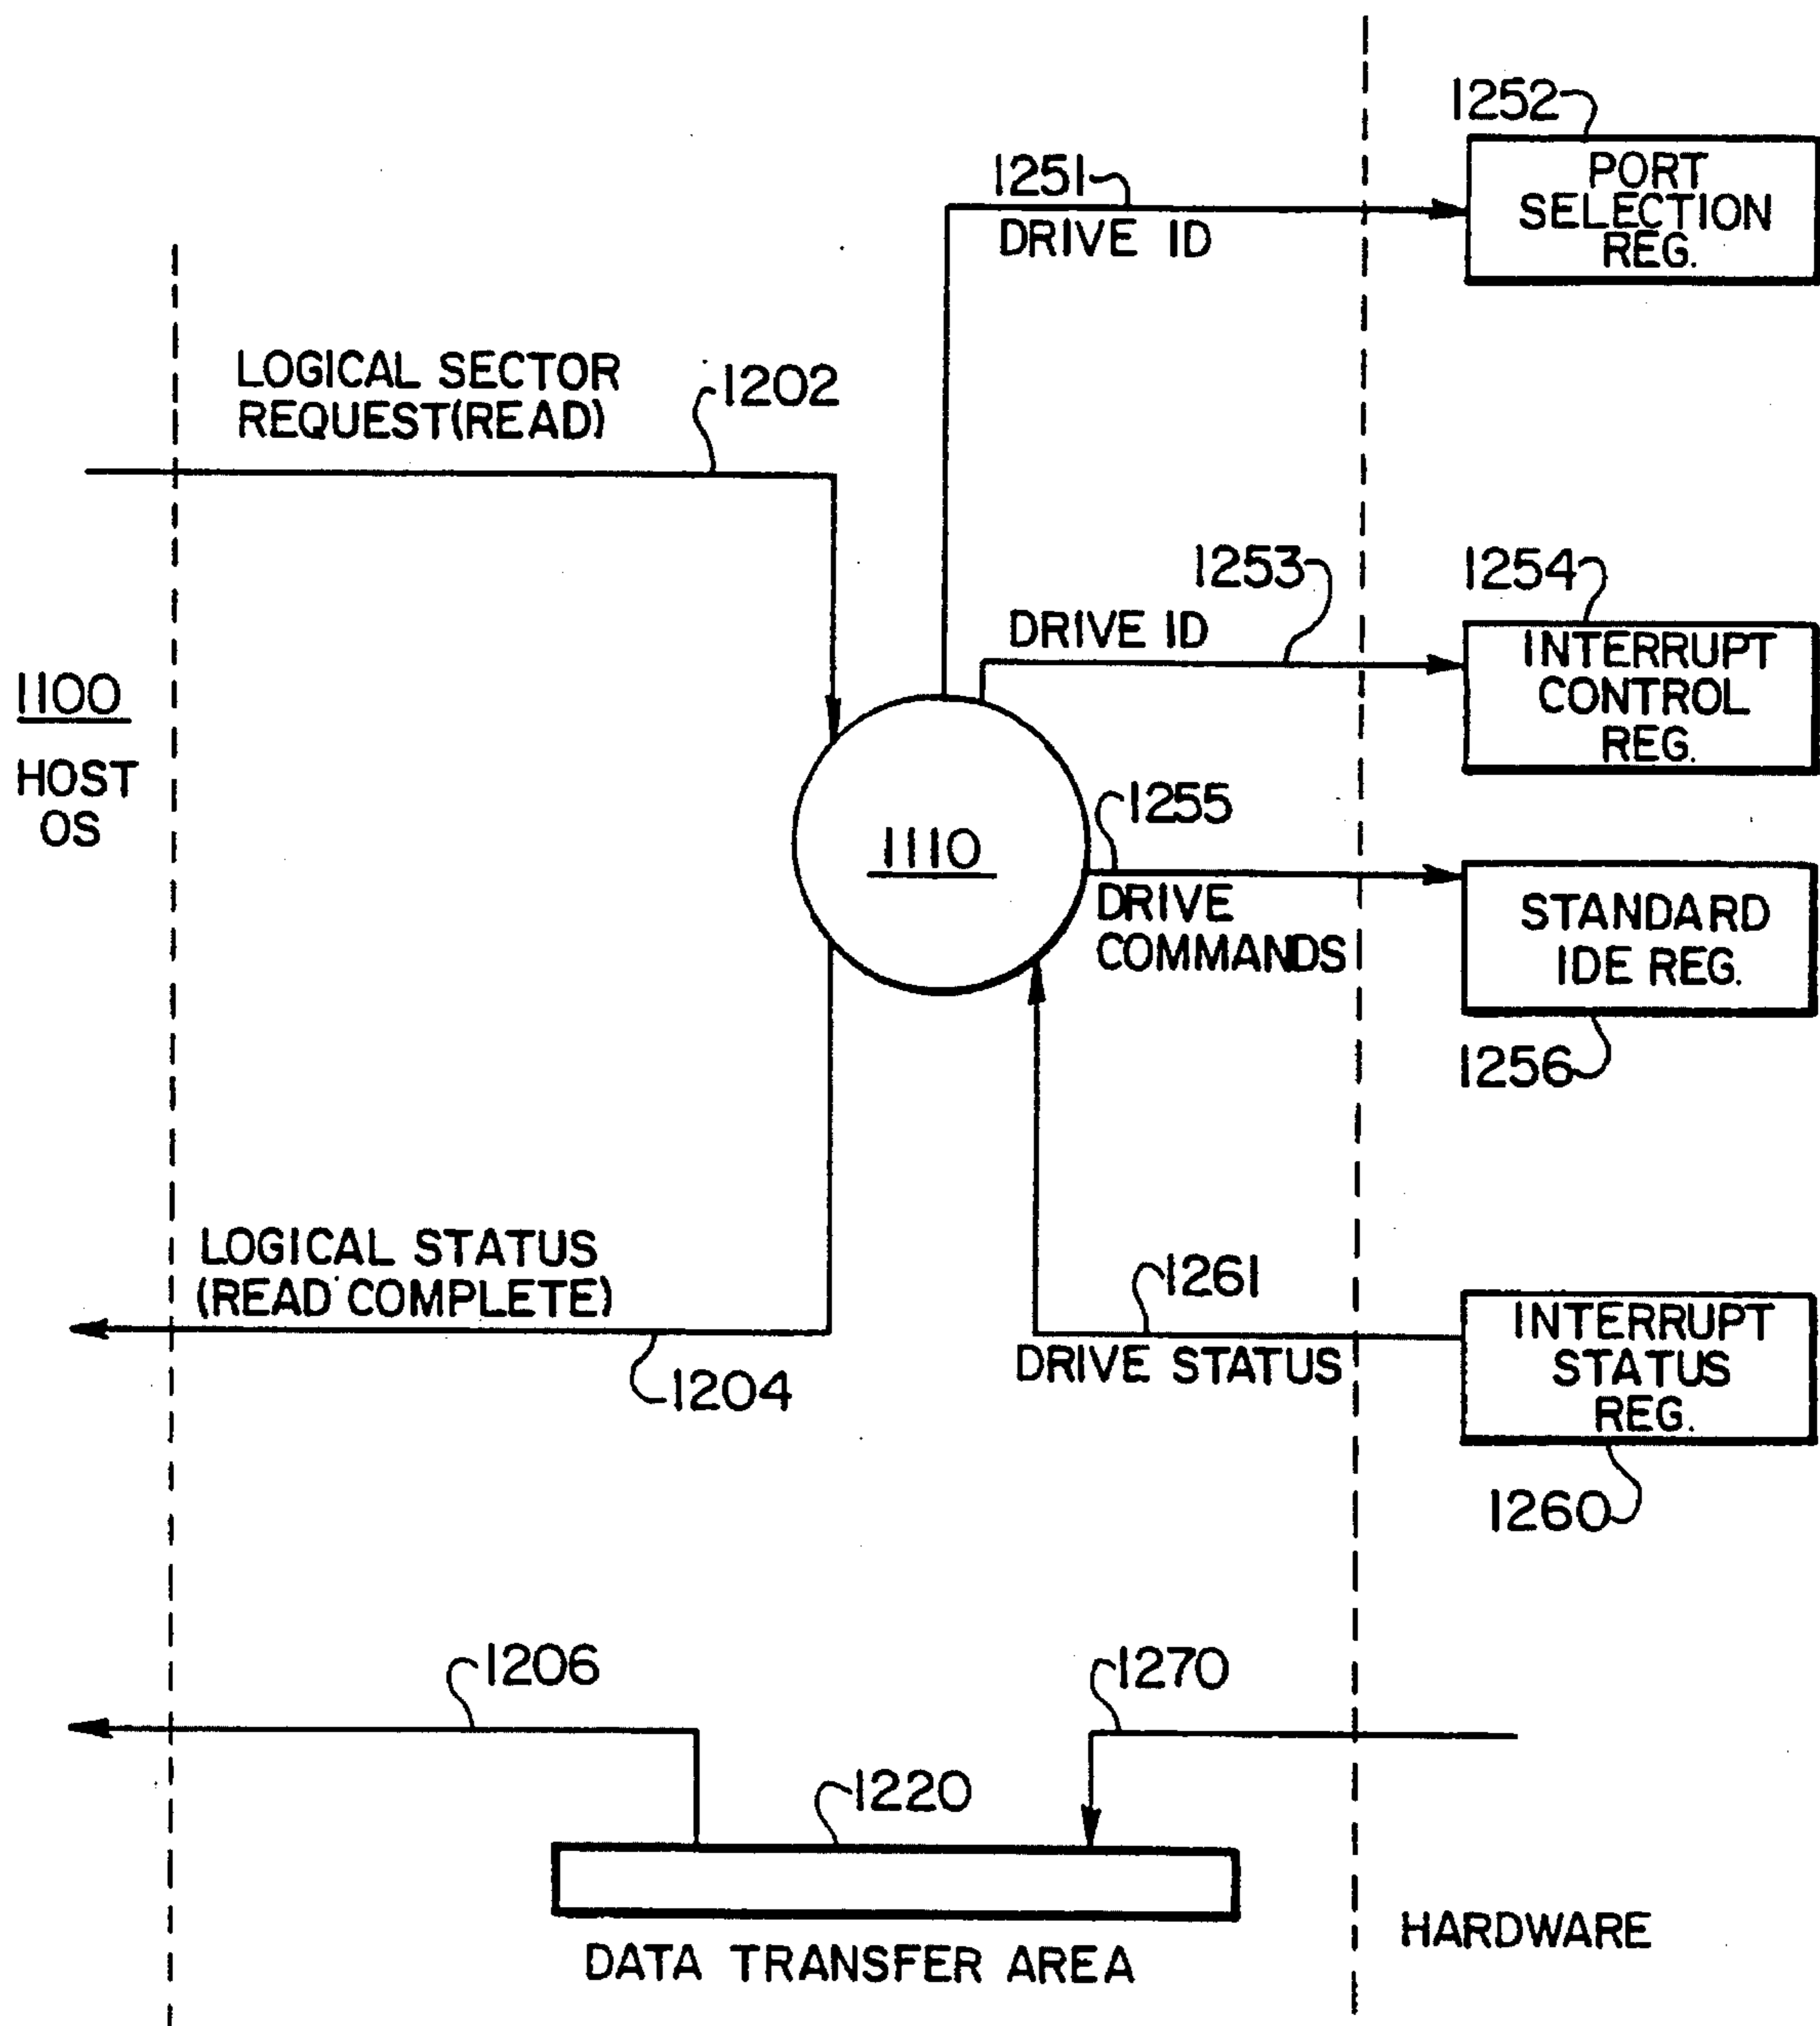 1252
PORT
SELECTION
REG.
1251
DRIVE ID
LOGICAL SECTOR
REQUEST(READ)
1202
1253
DRIVE ID
1254
INTERRUPT
CONTROL
REG.
1100
HOST
OS
1110
1255
DRIVE
COMMANDS
STANDARD
IDE REG.
1256
LOGICAL STATUS
(READ COMPLETE)
1204
1261
DRIVE STATUS
INTERRUPT
STATUS
REG.
1260
1206
1270
1220
DATA TRANSFER AREA
HARDWARE